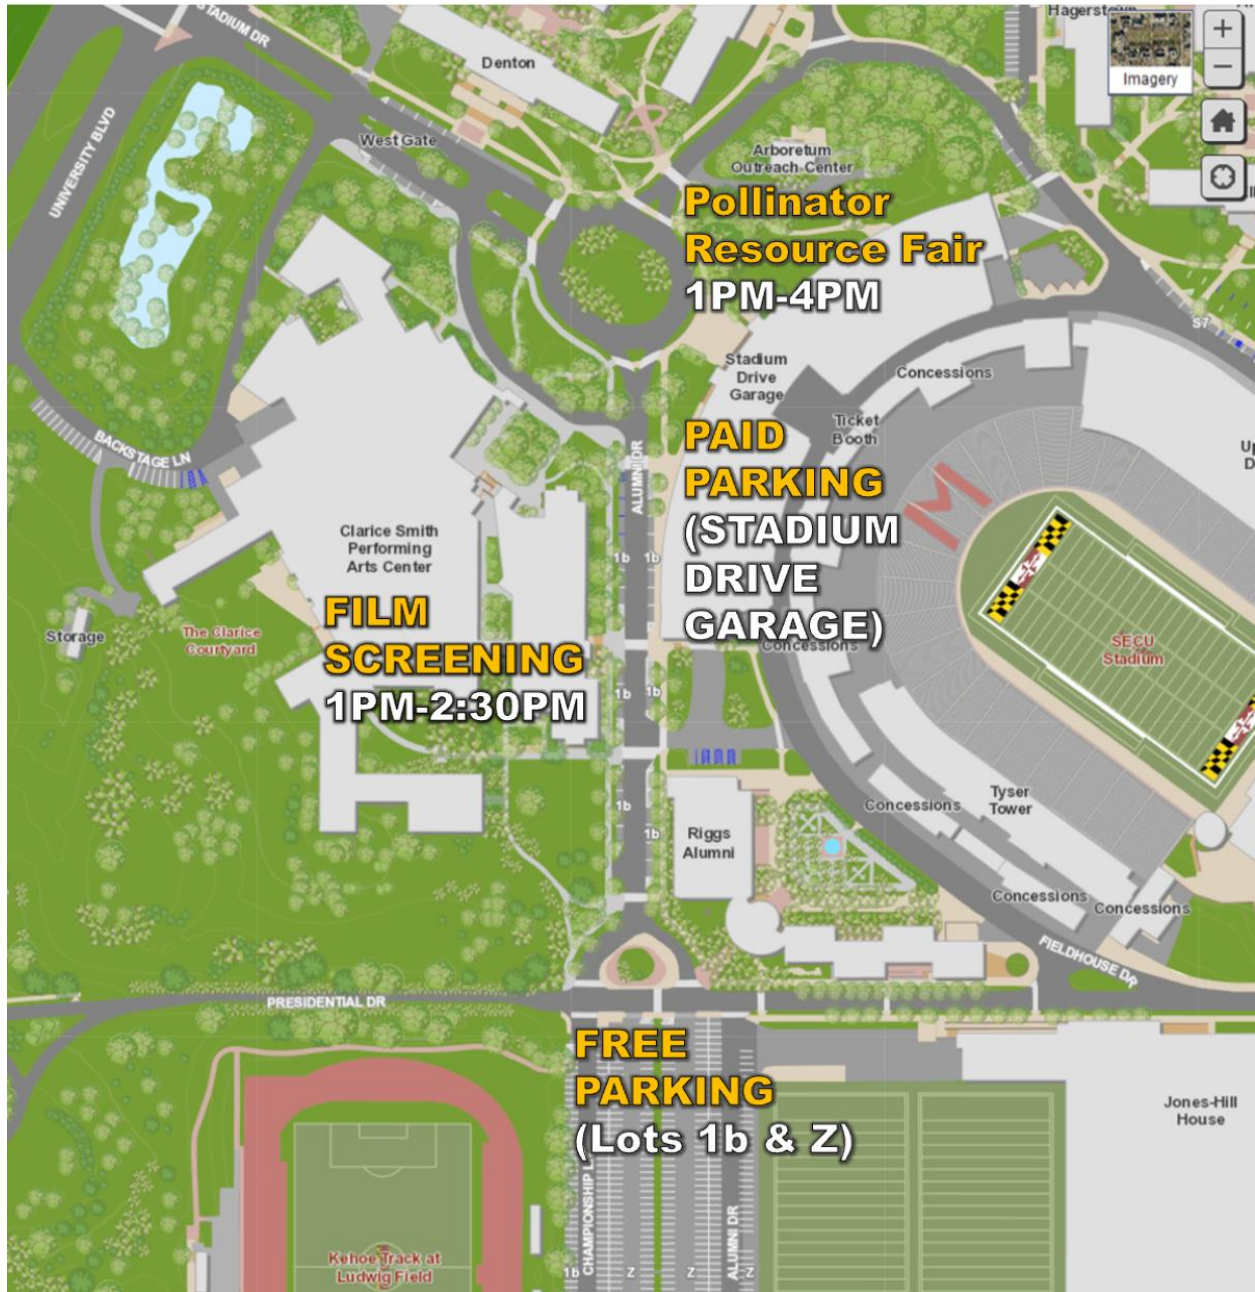 STADIUM DR
Hagerstown
Imagery
Denton
UNIVERSITY BLVD
West Gate
Arboretum
Outreach Center
Pollinator
Resource Fair
1PM-4PM
S7
Stadium
Drive
Garage
Concessions
Ticket
Booth
BACKSTAGE LN
ALUMNI DR
PAID
PARKING
(STADIUM
DRIVE
GARAGE)
M
Clarice Smith
Performing
Arts Center
1b
1b
FILM
SCREENING
1PM-2:30PM
Storage
The Clarice
Courtyard
Concessions
SECU
Stadium
1b
1b
Concessions
Tyser
Tower
1b
1b
Riggs
Alumni
Concessions
Concessions
FIELDHOUSE DR
PRESIDENTIAL DR
FREE
PARKING
(Lots 1b & Z)
Jones-Hill
House
CHAMPIONSHIP L
ALUMNI DR
Kehoe Track at
Ludwig Field
1b
Z
Z
Z